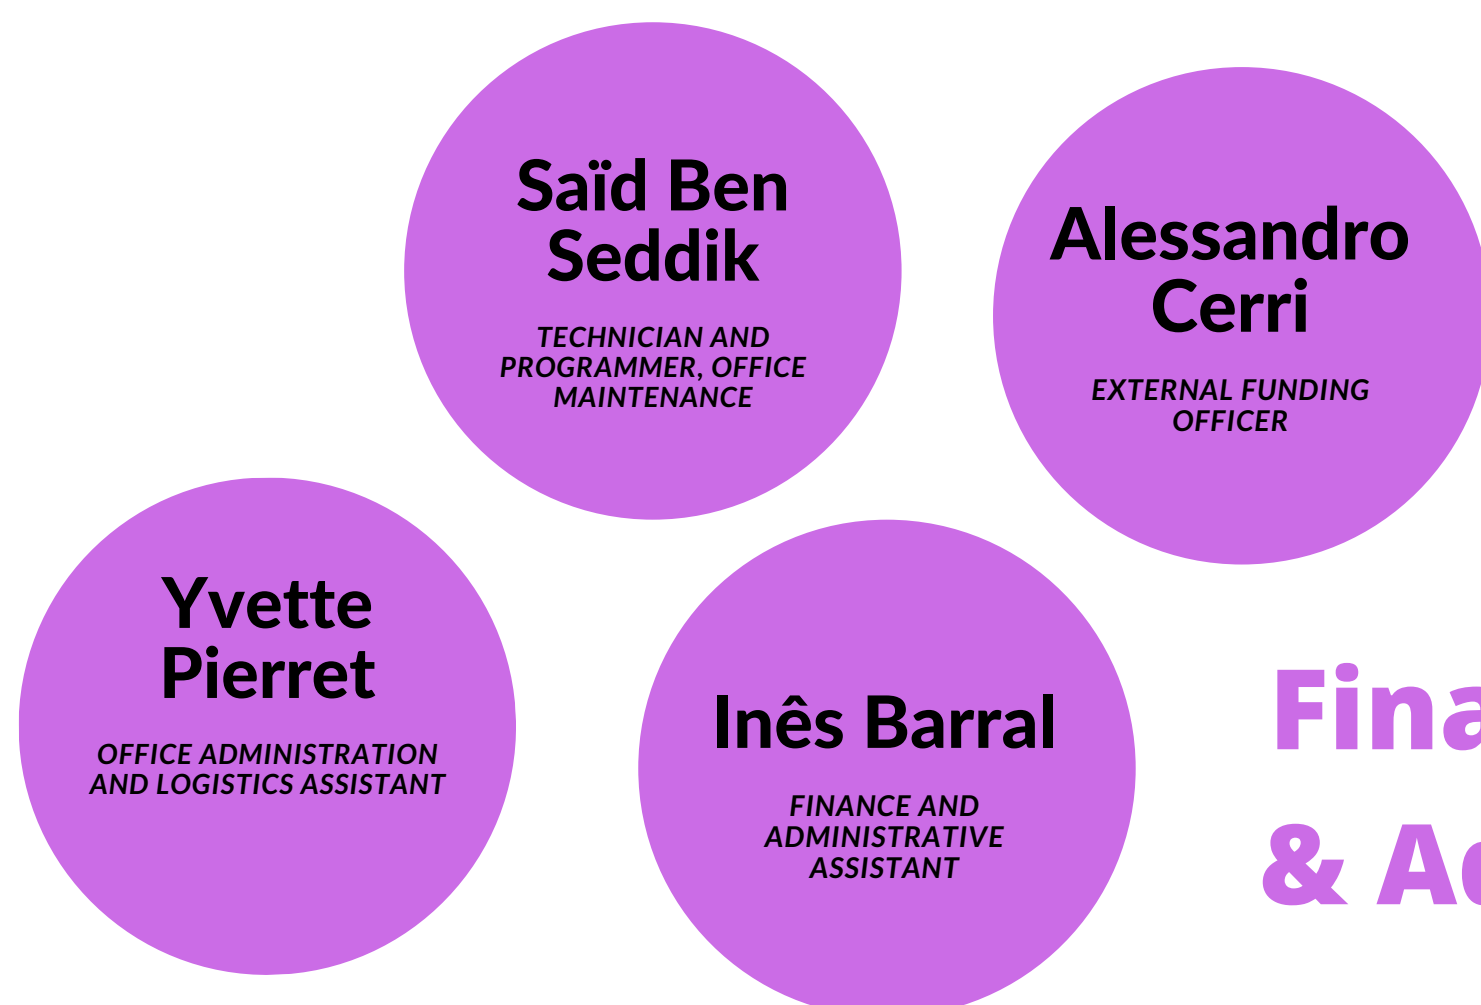 Saïd Ben
Seddik
TECHNICIAN AND
PROGRAMMER, OFFICE
MAINTENANCE
Alessandro
Cerri
EXTERNAL FUNDING
OFFICER
Yvette
Pierret
OFFICE ADMINISTRATION
AND LOGISTICS ASSISTANT
Inês Barral
FINANCE AND
ADMINISTRATIVE
ASSISTANT
&